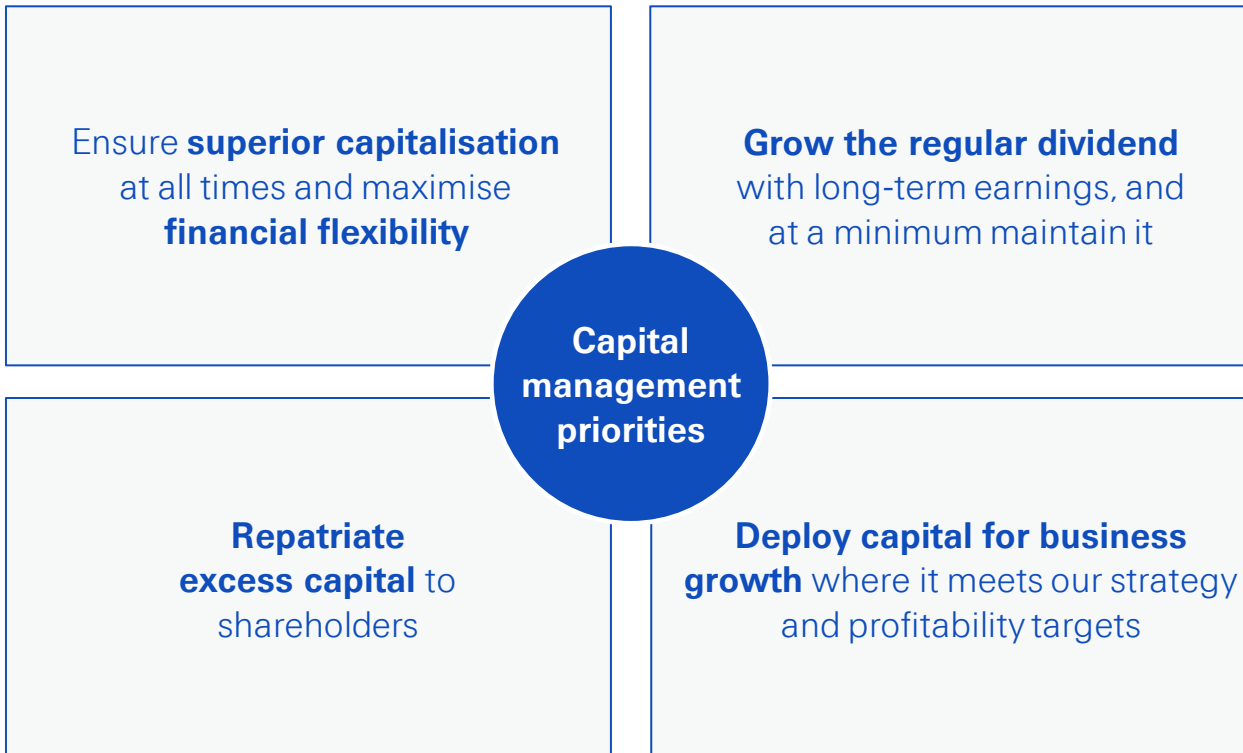 Ensure superior capitalisation
at all times and maximise
financial flexibility
Grow the regular dividend
with long-term earnings, and
at a minimum maintain it
Capital
management
priorities
Repatriate
excess capital to
shareholders
Deploy capital for business
growth where it meets our strategy
and profitability targets